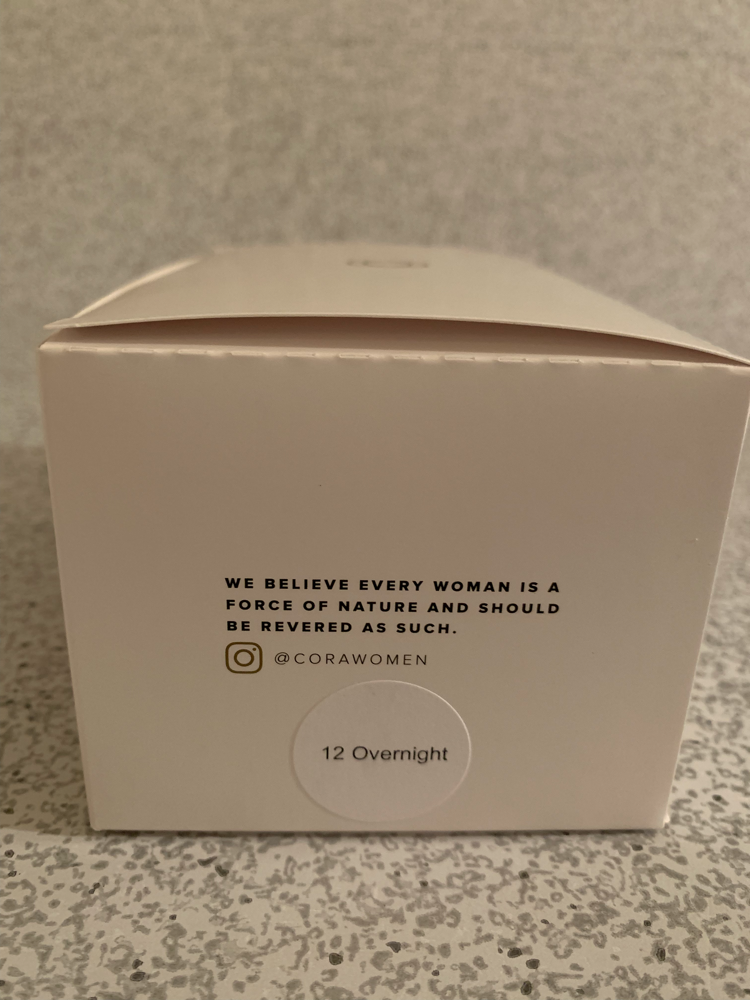 WE BELIEVE EVERY WOMAN IS A
FORCE OF NATURE AND SHOULD
BE REVERED AS SUCH.
@CORAWOMEN
12 Overnight